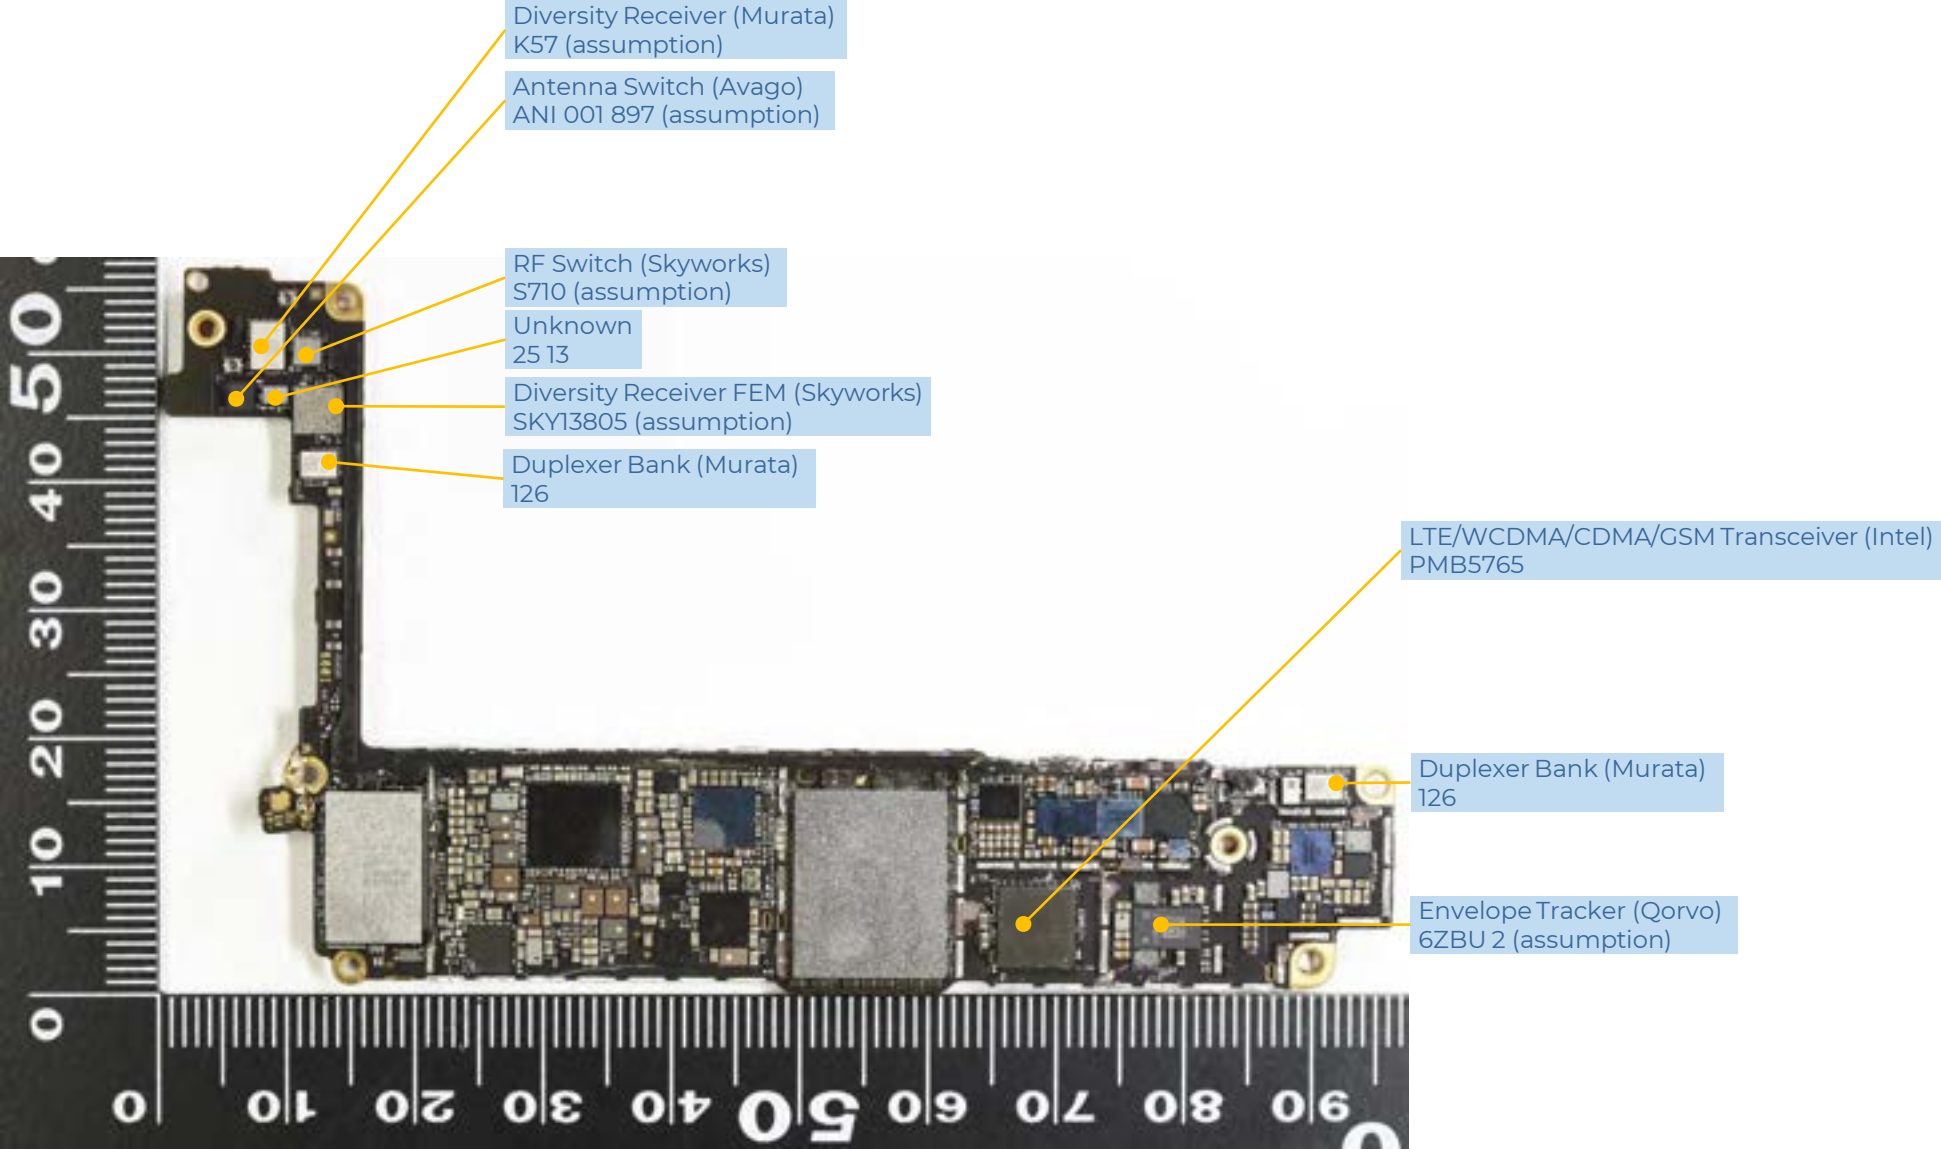 Diversity Receiver (Murata)
K57 (assumption)
Antenna Switch (Avago)
ANI 001 897 (assumption)
RF Switch (Skyworks)
S710 (assumption)
Unknown
25 13
Diversity Receiver FEM (Skyworks)
SKY13805 (assumption)
Duplexer Bank (Murata)
126
LTE/WCDMA/CDMA/GSM Transceiver (Intel)
PMB5765
Duplexer Bank (Murata)
126
Envelope Tracker (Qorvo)
6ZBU 2 (assumption)
50
40
30
20
10
0
0 10 20 30 40 50 60 70 80 90